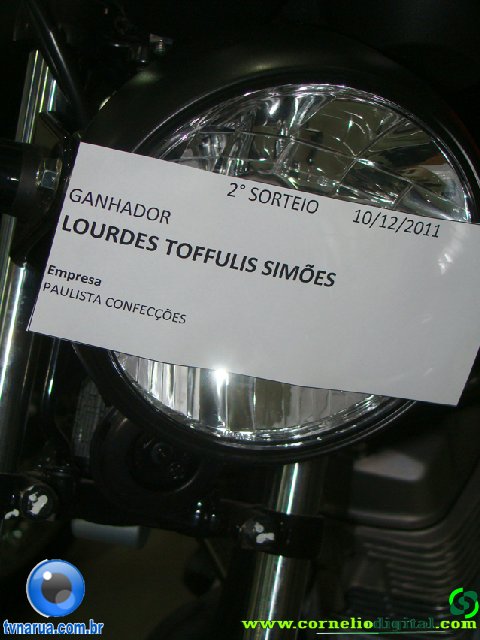 2° SORTEIO 10/12/2011
GANHADOR
LOURDES TOFFULIS SIMÕES
Empresa
PAULISTA CONFECÇÕES
tvnarua.com.br
www.corneliodigital.com